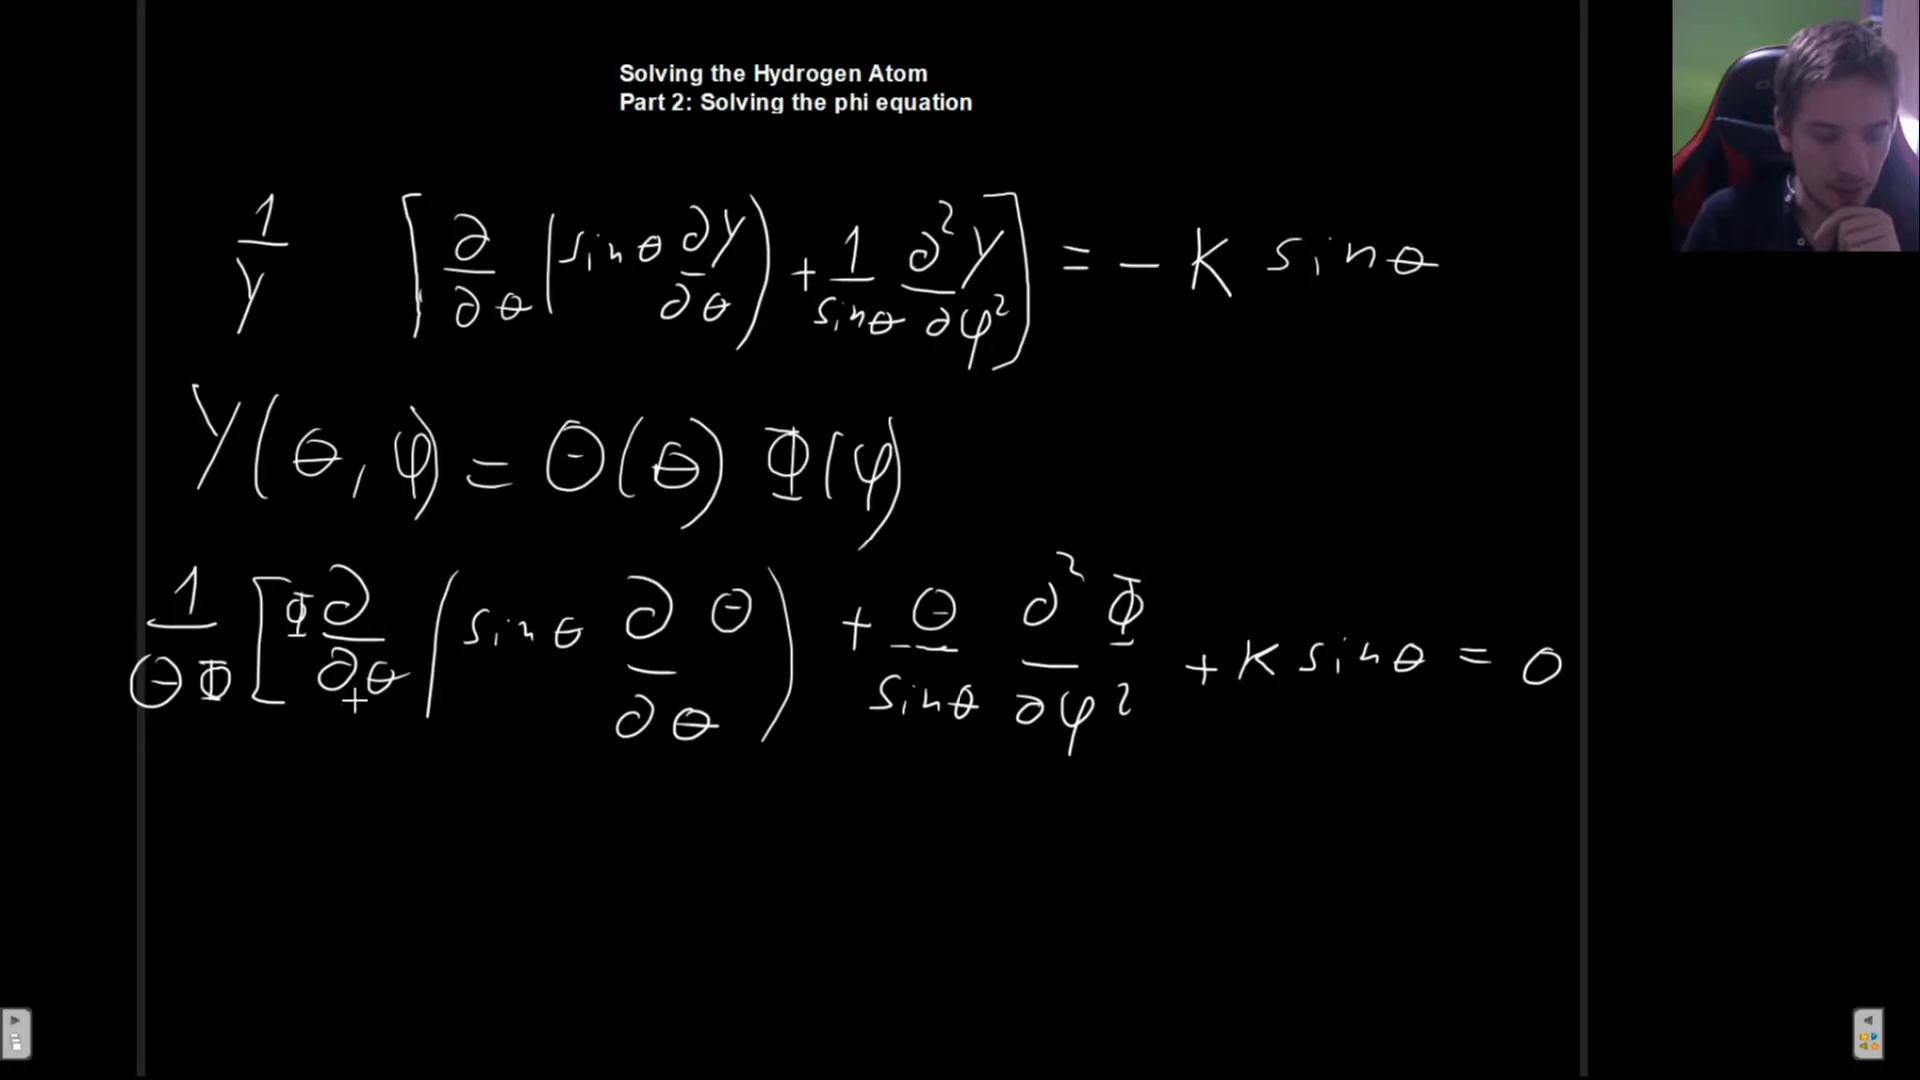 Solving the Hydrogen Atom
Part 2: Solving the phi equation
1/Y [∂/∂θ (sinθ ∂Y/∂θ) + 1/sinθ ∂²Y/∂φ²] = - K sinθ
Y(θ, φ) = Θ(θ) Φ(φ)
1/ΘΦ [Φ∂/∂θ (sinθ ∂Θ/∂θ) + Θ/sinθ ∂²Φ/∂φ² + K sinθ = 0